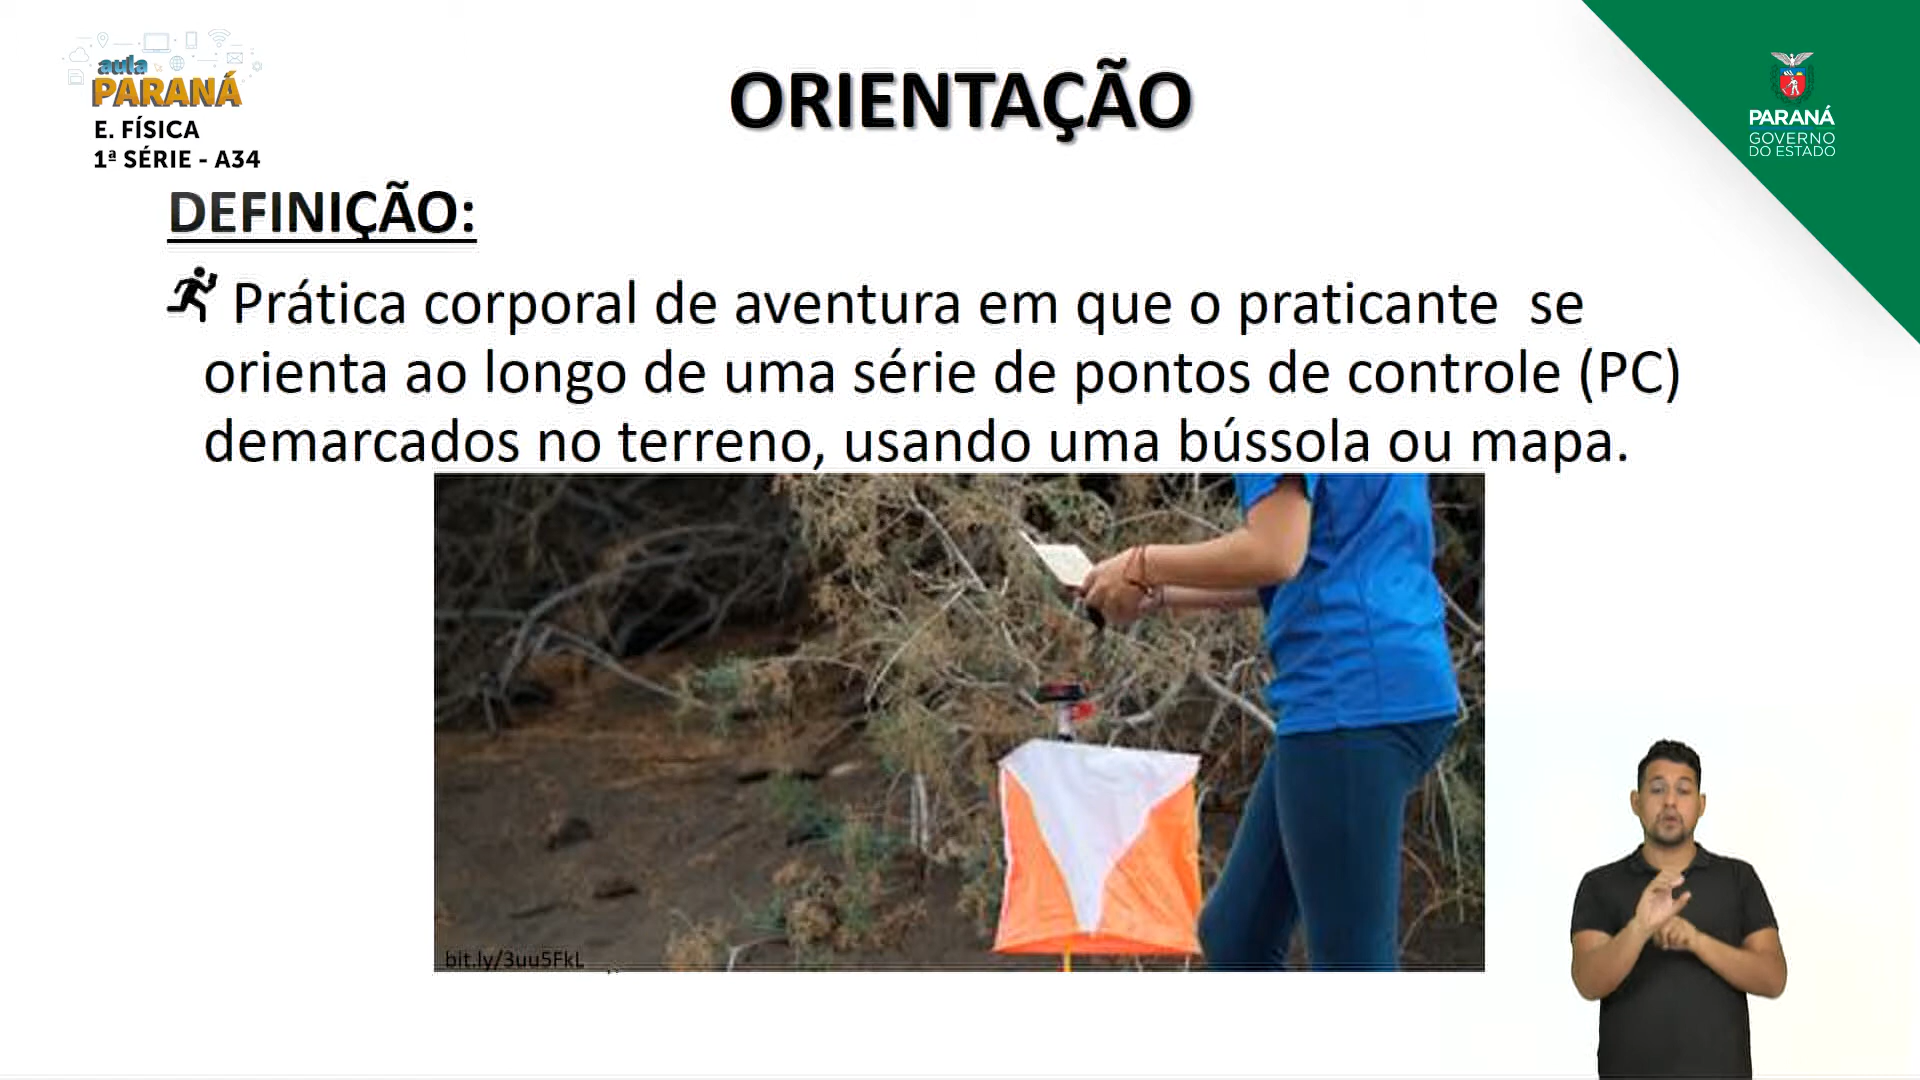 aula
PARANÁ
E. FÍSICA
1ª SÉRIE - A34
ORIENTAÇÃO
PARANÁ
GOVERNO
DO ESTADO
DEFINIÇÃO:
Prática corporal de aventura em que o praticante se
orienta ao longo de uma série de pontos de controle (PC)
demarcados no terreno, usando uma bússola ou mapa.
bit.ly/3uu5FkL